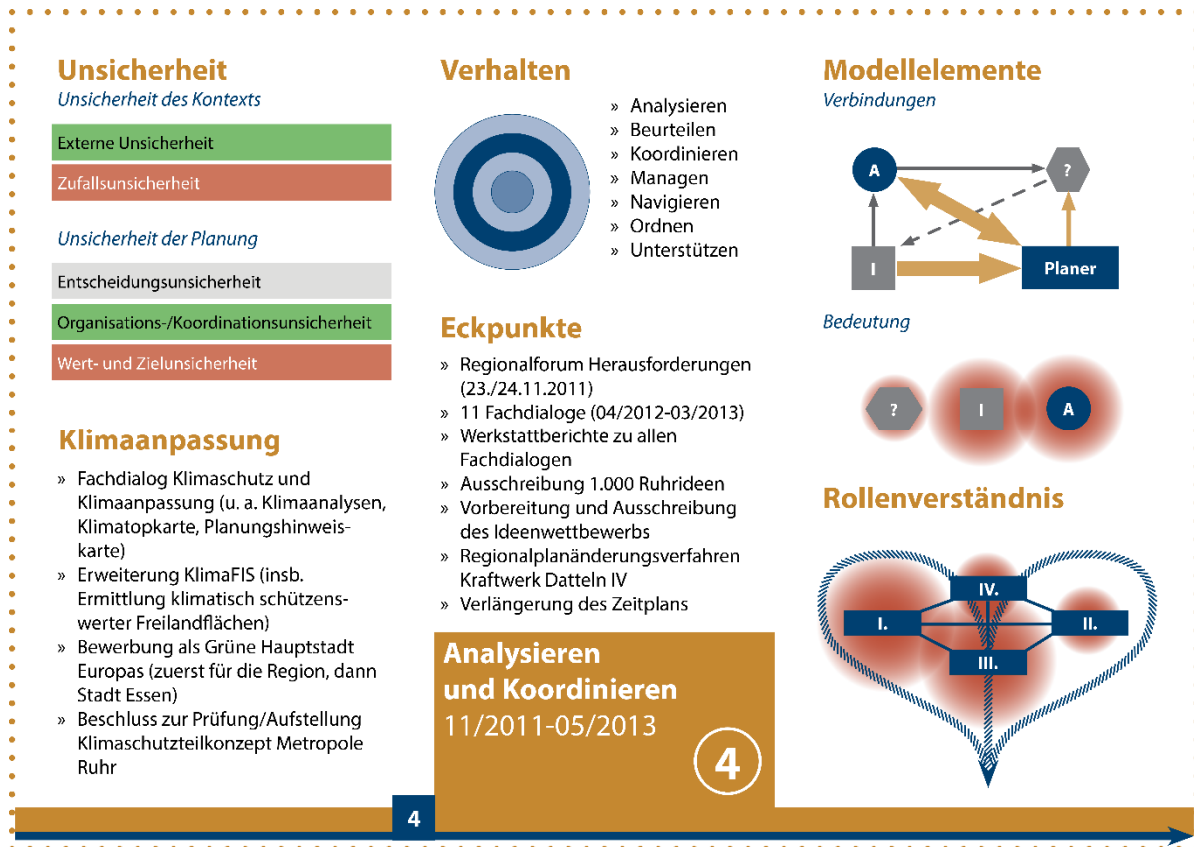 Unsicherheit
Unsicherheit des Kontexts
Externe Unsicherheit
Zufallsunsicherheit
Unsicherheit der Planung
Entscheidungsunsicherheit
Organisations-/Koordinationsunsicherheit
Wert- und Zielunsicherheit
Klimaanpassung
» Fachdialog Klimaschutz und
Klimaanpassung (u. a. Klimaanalysen,
Klimatopkarte, Planungshinweis-
karte)
» Erweiterung KlimaFIS (insb.
Ermittlung klimatisch schützens-
werter Freilandflächen)
» Bewerbung als Grüne Hauptstadt
Europas (zuerst für die Region, dann
Stadt Essen)
» Beschluss zur Prüfung/Aufstellung
Klimaschutzteilkonzept Metropole
Ruhr
Verhalten
» Analysieren
» Beurteilen
» Koordinieren
» Managen
» Navigieren
» Ordnen
» Unterstützen
Eckpunkte
» Regionalforum Herausforderungen
(23./24.11.2011)
» 11 Fachdialoge (04/2012-03/2013)
» Werkstattberichte zu allen
Fachdialogen
» Ausschreibung 1.000 Ruhrideen
» Vorbereitung und Ausschreibung
des Ideenwettbewerbs
» Regionalplanänderungsverfahren
Kraftwerk Datteln IV
» Verlängerung des Zeitplans
Analysieren
und Koordinieren
11/2011-05/2013
4
Modellelemente
Verbindungen
A ?
I Planer
Bedeutung
? I A
Rollenverständnis
IV.
I. II.
III.
4